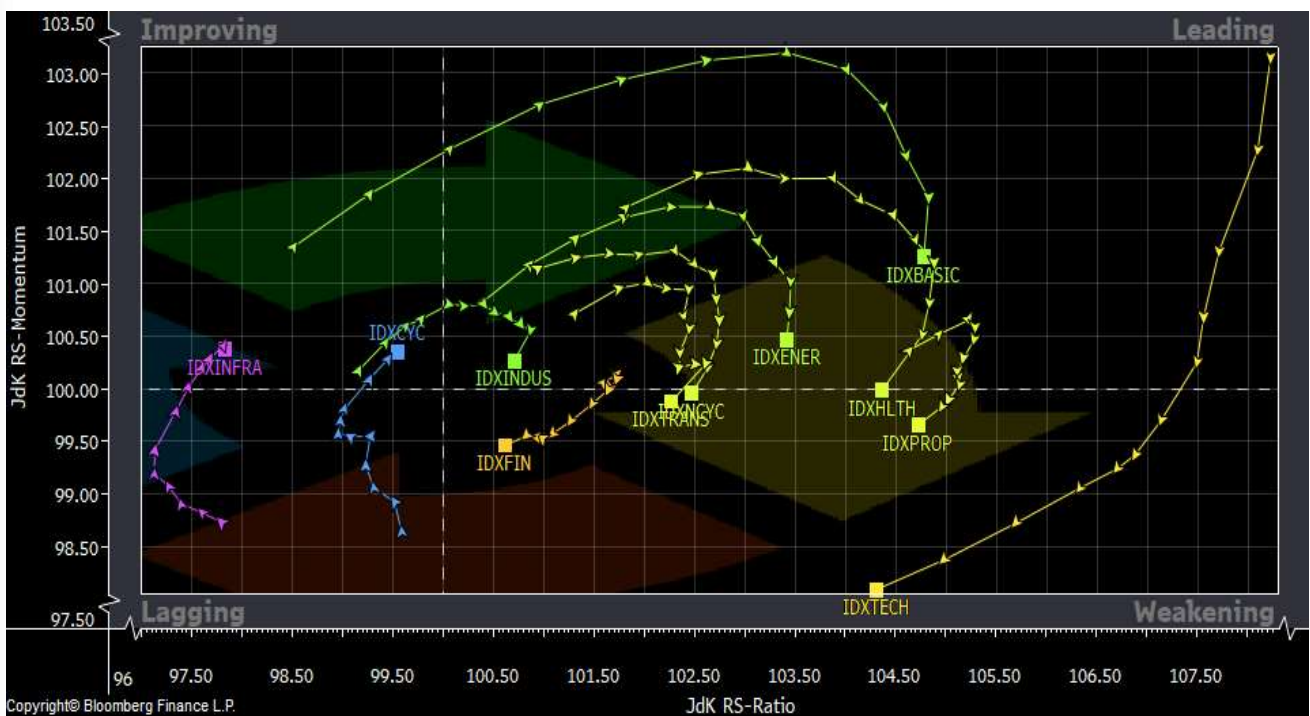 103.50
Improving
Leading
103.00
102.50
102.00
101.50
101.00
100.50
100.00
99.50
99.00
98.50
97.50
JdK RS-Momentum
IDXBASIC
IDXCYC
IDXINFRA
IDXINDUS
IDXENER
IDXHLTH
IDXNCYC
IDXTRANS
IDXPROP
IDXFIN
IDXTECH
Lagging
Weakening
96 97.50 98.50 99.50 100.50 101.50 102.50 103.50 104.50 105.50 106.50 107.50
Copyright© Bloomberg Finance L.P.
JdK RS-Ratio